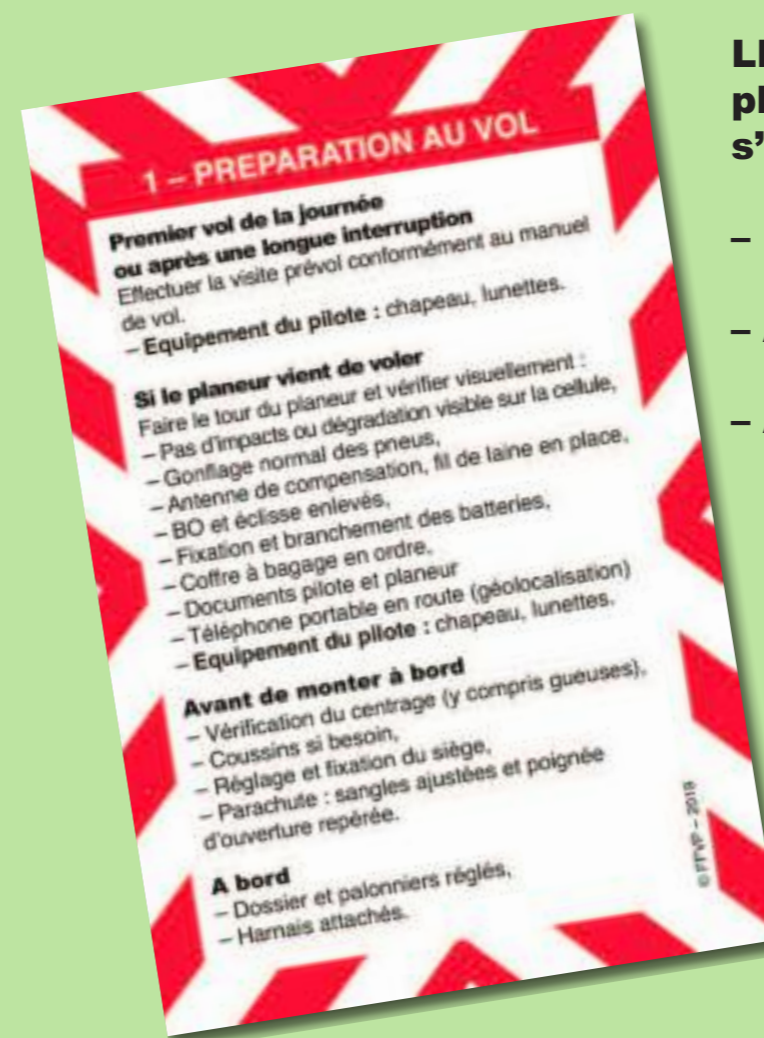 1 – PREPARATION AU VOL
Premier vol de la journée
ou après une longue interruption
Effectuer la visite prévol conformément au manuel
de vol.
– Equipement du pilote : chapeau, lunettes.
Si le planeur vient de voler
Faire le tour du planeur et vérifier visuellement :
– Pas d'impacts ou dégradation visible sur la cellule,
– Gonflage normal des pneus,
– Antenne de compensation, fil de laine en place,
– BO et éclisse enlevés,
– Fixation et branchement des batteries,
– Coffre à bagage en ordre,
– Documents pilote et planeur
– Téléphone portable en route (géolocalisation)
– Equipement du pilote : chapeau, lunettes.
Avant de monter à bord
– Vérification du centrage (y compris gueuses),
– Coussins si besoin,
– Réglage et fixation du siège,
– Parachute : sangles ajustées et poignée
d'ouverture repérée.
A bord
– Dossier et palonniers réglés,
– Harnais attachés.
© FFVP – 2019
pl
s'
–
–
–